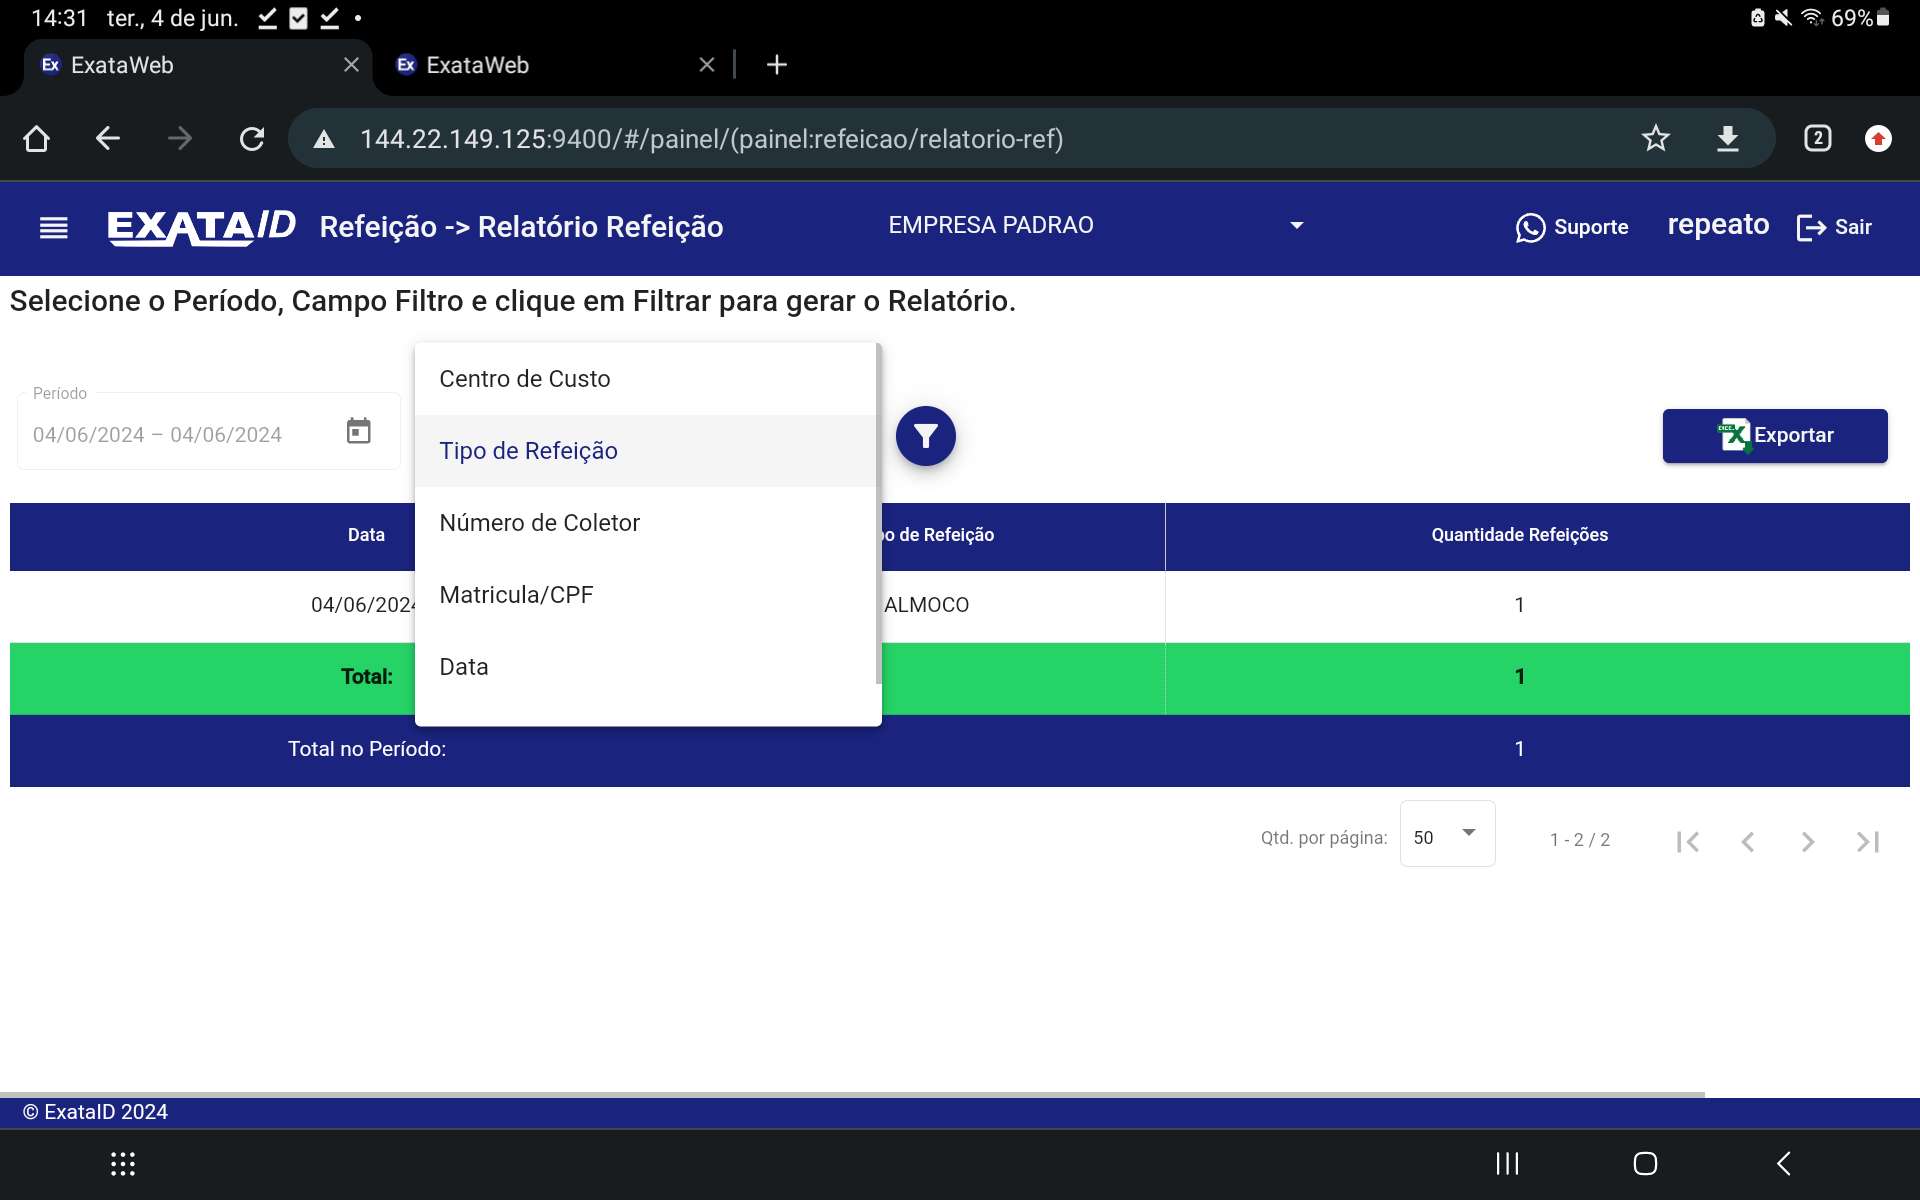 14:31 ter., 4 de jun.
69%
Ex ExataWeb
Ex ExataWeb
144.22.149.125:9400/#/painel/(painel:refeicao/relatorio-ref)
2
EXATAID Refeição -> Relatório Refeição EMPRESA PADRAO Suporte repeato Sair
Selecione o Período, Campo Filtro e clique em Filtrar para gerar o Relatório.
Período
04/06/2024 – 04/06/2024
Centro de Custo
Tipo de Refeição
Número de Coletor
Matricula/CPF
Data
Exportar
Data o de Refeição Quantidade Refeições
04/06/2024 ALMOCO 1
Total: 1
Total no Período: 1
Qtd. por página: 50 1 - 2 / 2
© ExataID 2024